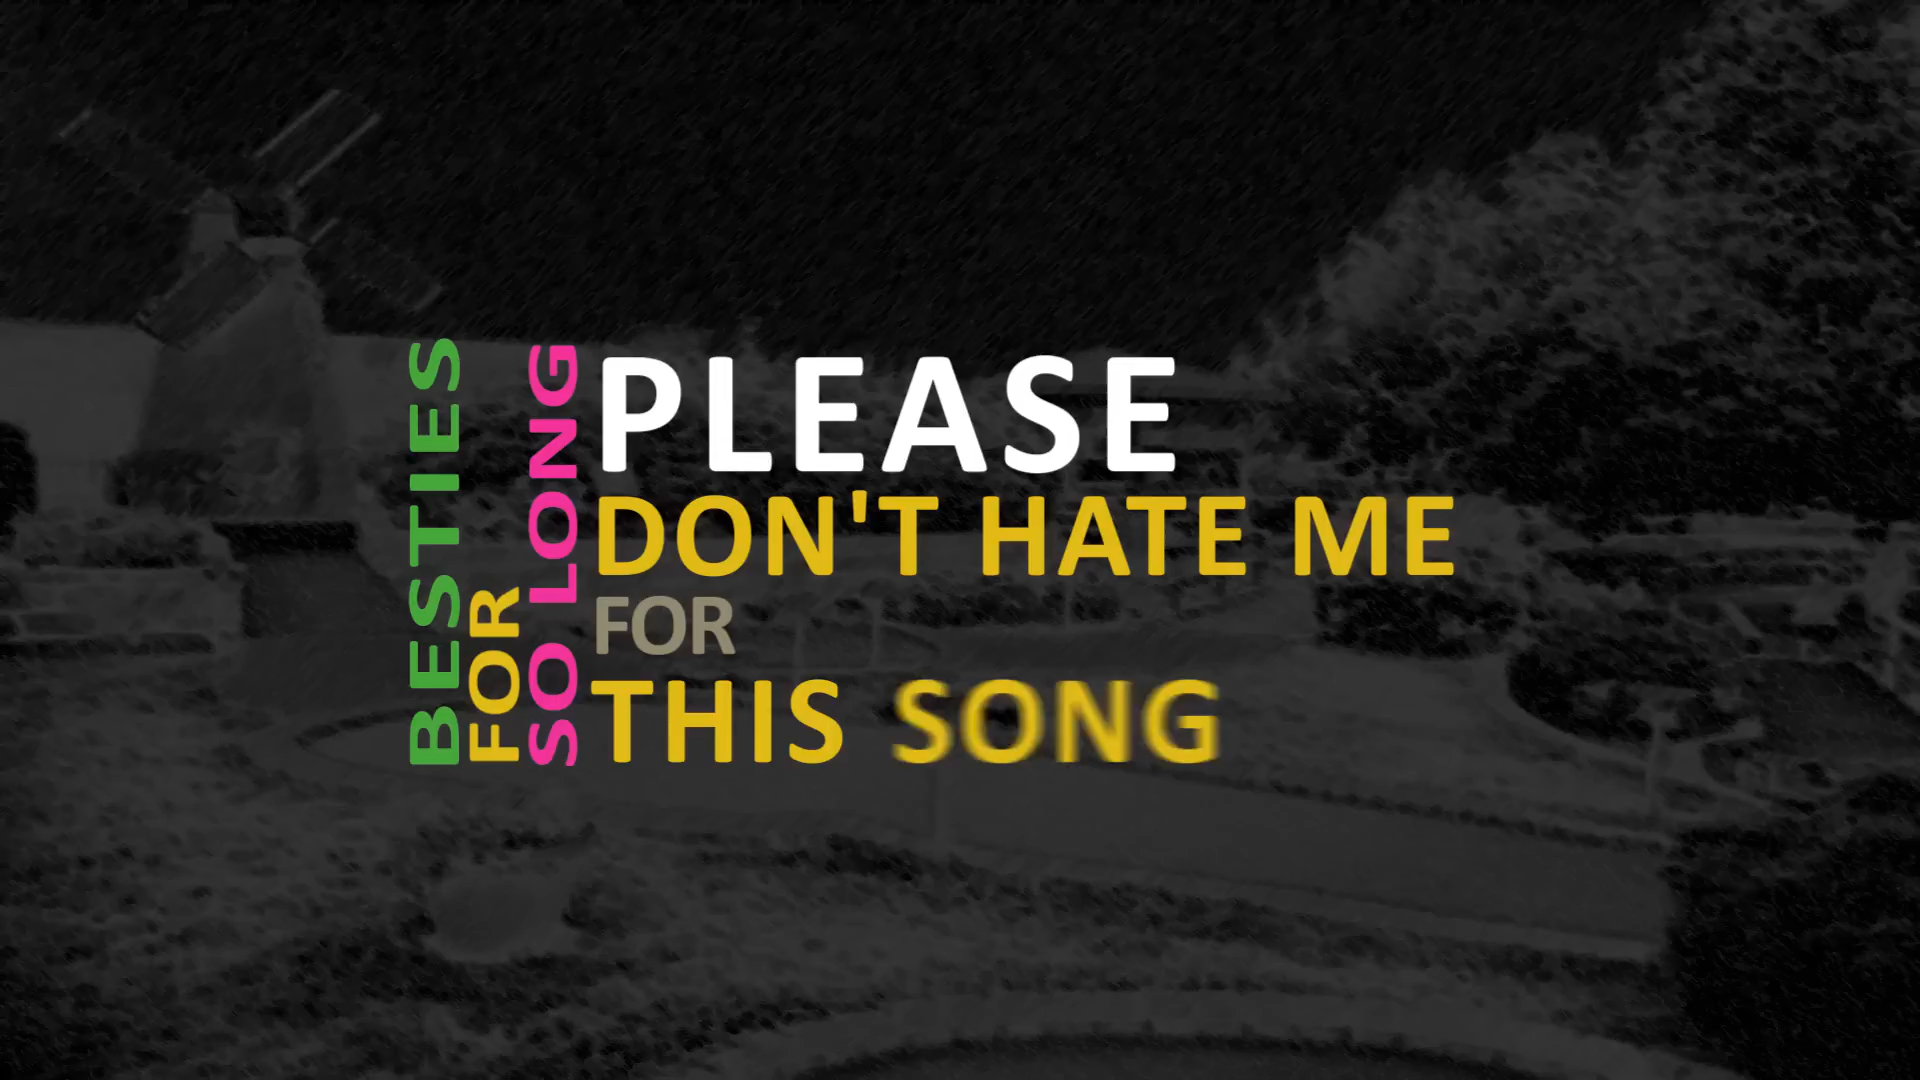 BESTIES
FOR
SO LONG
PLEASE
DON'T HATE ME
FOR
THIS SONG